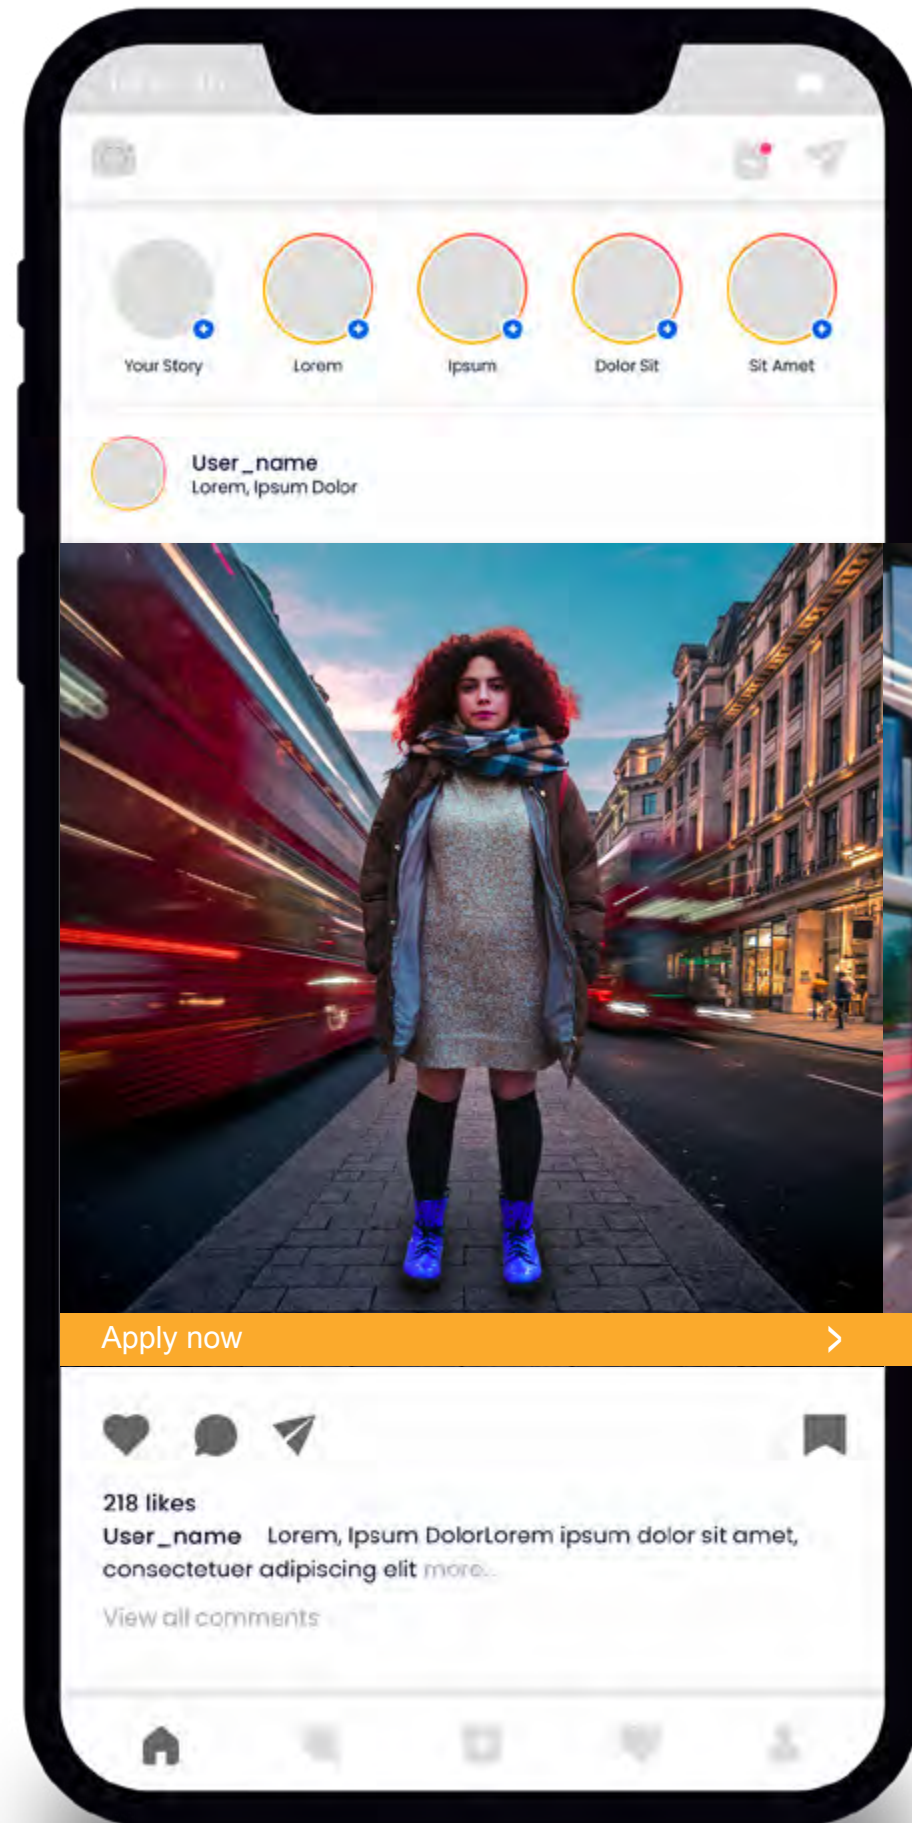 Your Story
Lorem
Ipsum
Dolor Sit
Sit Amet
User_name
Lorem, Ipsum Dolor
Apply now
218 likes
User_name Lorem, Ipsum DolorLorem ipsum dolor sit amet,
consectetuer adipiscing elit more..
View all comments